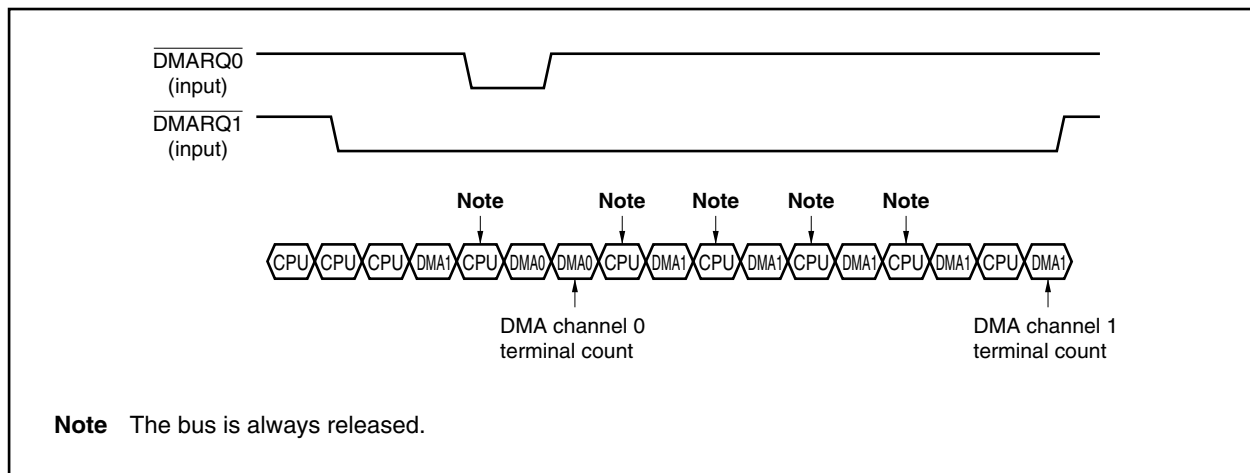 DMARQ0
(input)
DMARQ1
(input)
Note Note Note Note Note
CPU CPU CPU DMA1 CPU DMA0 DMA0 CPU DMA1 CPU DMA1 CPU DMA1 CPU DMA1 CPU DMA1
DMA channel 0
terminal count
DMA channel 1
terminal count
Note The bus is always released.